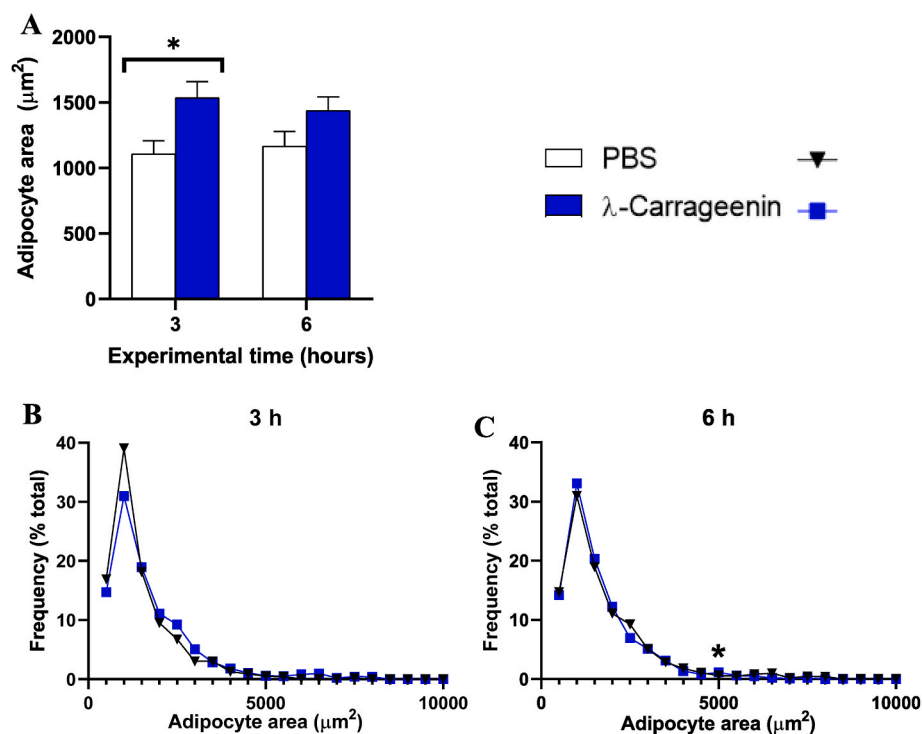 A
Adipocyte area (μm²)
2000
1500
1000
500
0
*
3
6
Experimental time (hours)
PBS
λ-Carrageenin
B
3 h
Frequency (% total)
40
30
20
10
0
5000
10000
Adipocyte area (μm²)
C
6 h
Frequency (% total)
40
30
20
10
0
*
5000
10000
Adipocyte area (μm²)